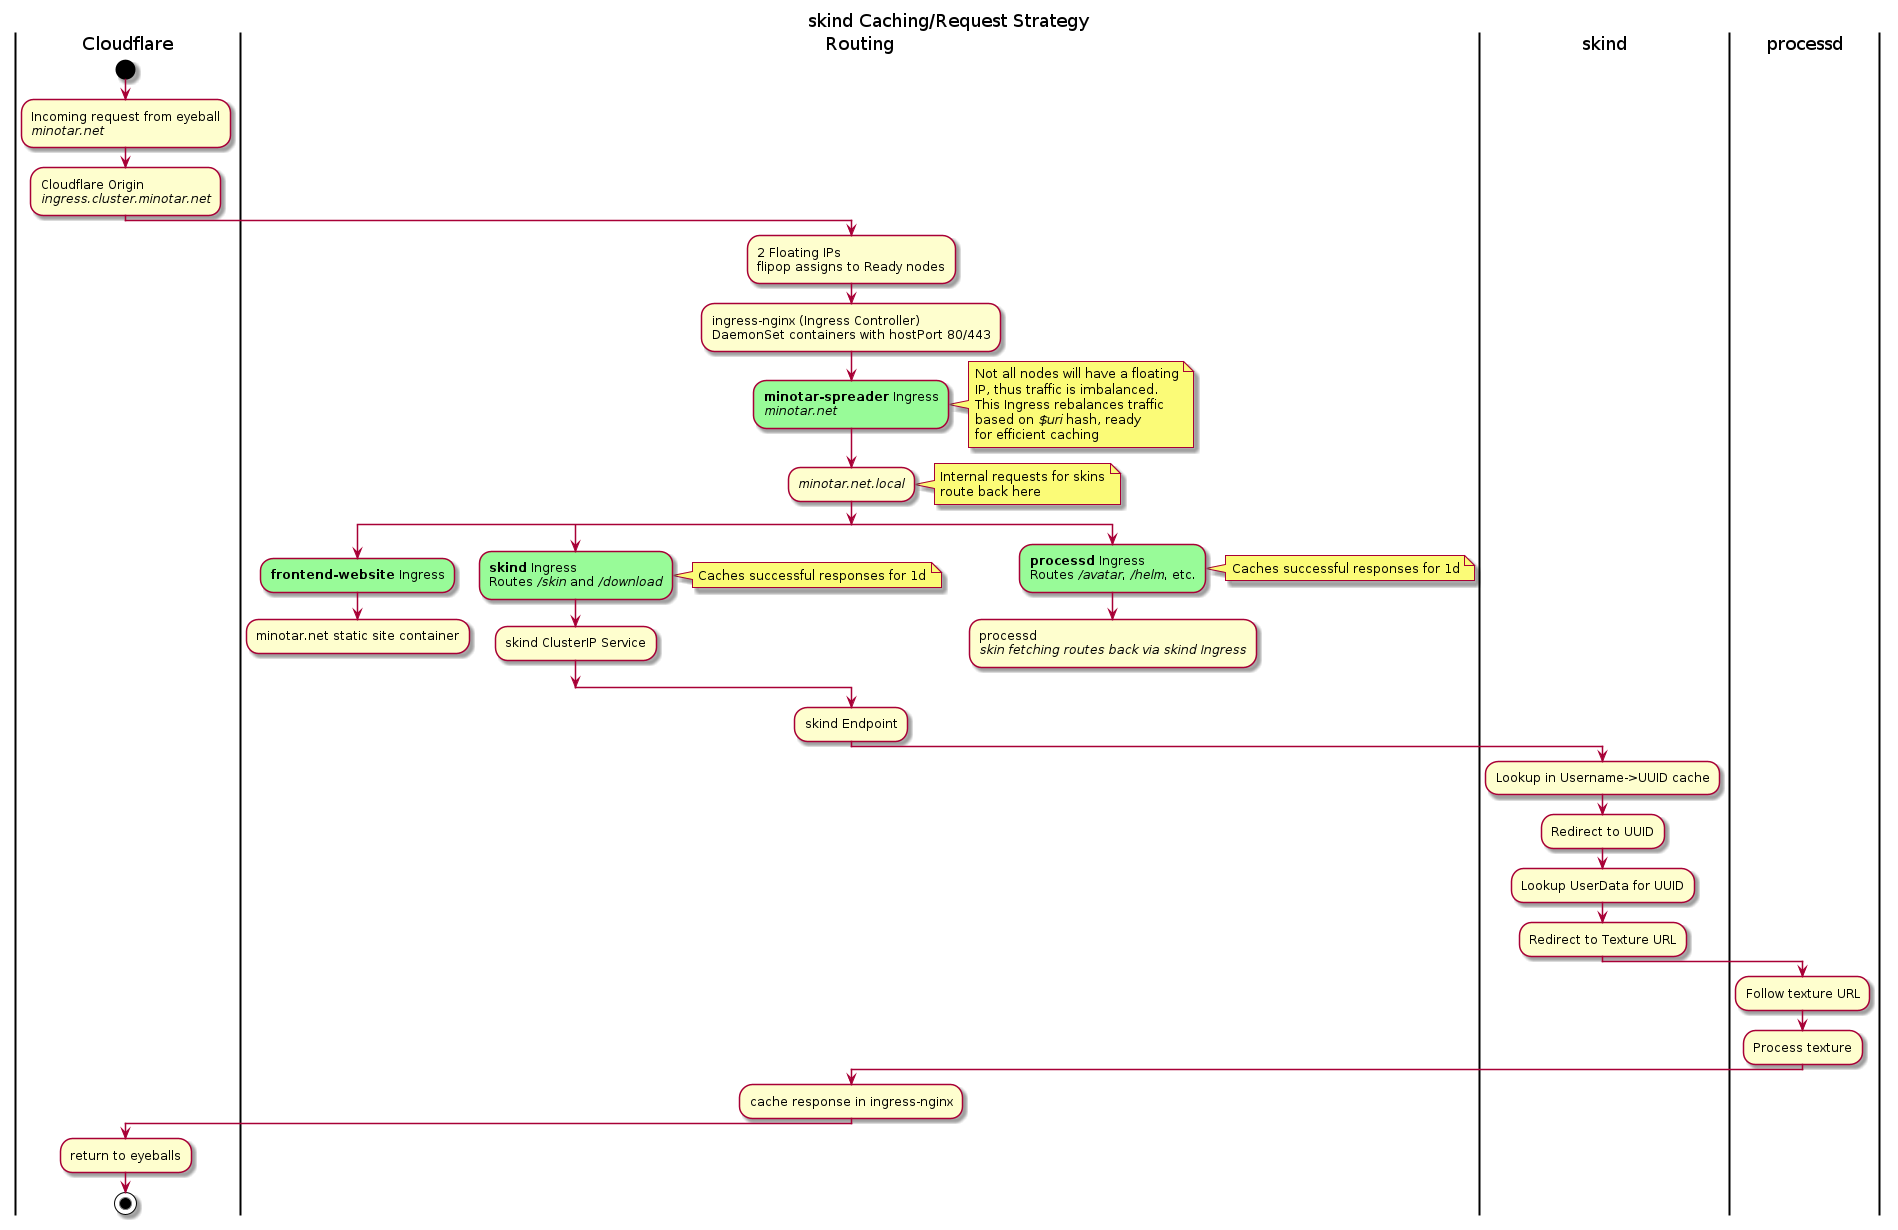 skind Caching/Request Strategy
Cloudflare
Routing
skind
processd
Incoming request from eyeball
minotar.net
Cloudflare Origin
ingress.cluster.minotar.net
2 Floating IPs
flipop assigns to Ready nodes
ingress-nginx (Ingress Controller)
DaemonSet containers with hostPort 80/443
minotar-spreader Ingress
minotar.net
Not all nodes will have a floating
IP, thus traffic is imbalanced.
This Ingress rebalances traffic
based on $uri hash, ready
for efficient caching
minotar.net.local
Internal requests for skins
route back here
frontend-website Ingress
minotar.net static site container
skind Ingress
Routes /skin and /download
Caches successful responses for 1d
skind ClusterIP Service
processd Ingress
Routes /avatar, /helm, etc.
Caches successful responses for 1d
processd
skin fetching routes back via skind Ingress
skind Endpoint
Lookup in Username->UUID cache
Redirect to UUID
Lookup UserData for UUID
Redirect to Texture URL
Follow texture URL
Process texture
cache response in ingress-nginx
return to eyeballs